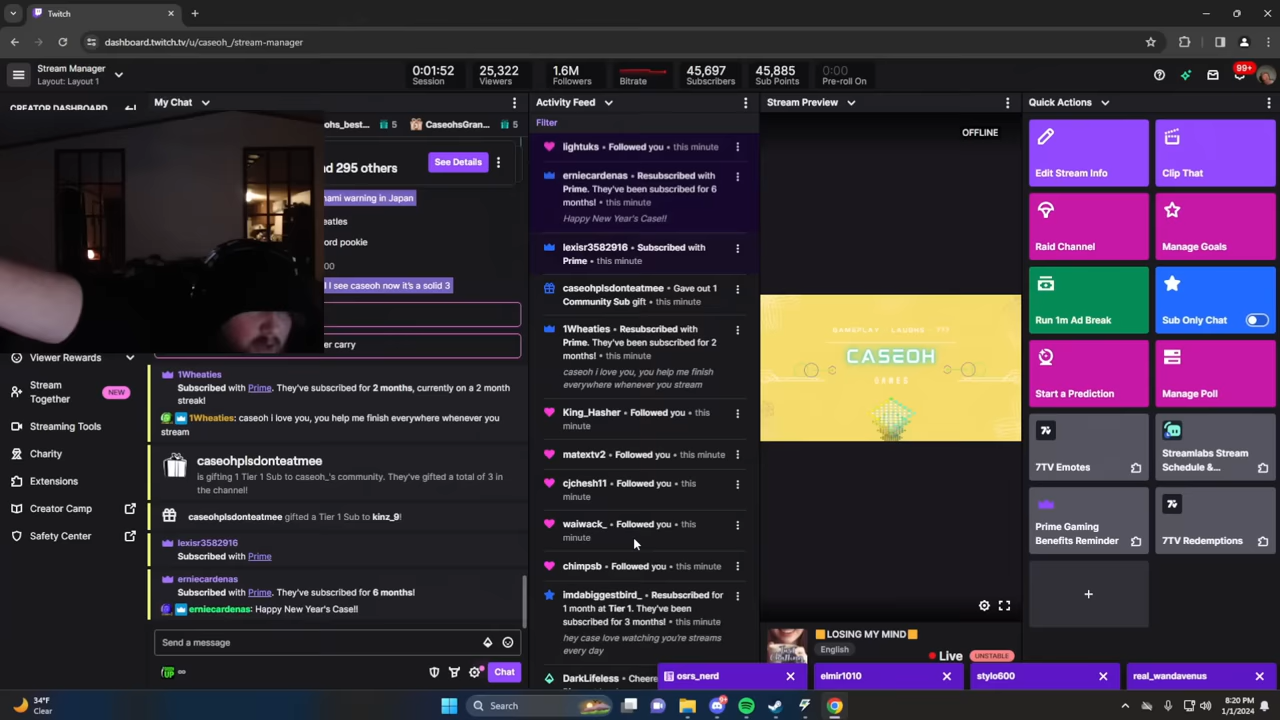 Twitch
dashboard.twitch.tv/u/caseoh_/stream-manager
Stream Manager
Layout: Layout 1
0:01:52
Session
25,322
Viewers
1.6M
Followers
Bitrate
45,697
Subscribers
45,885
Sub Points
0:00
Pre-roll On
99+
CREATOR DASHBOARD
Viewer Rewards
Stream
Together
NEW
Streaming Tools
Charity
Extensions
Creator Camp
Safety Center
My Chat
ohs_best...
5
CaseohsGran...
5
295 others
See Details
warning in Japan
pookie
I see caseoh now it's a solid 3
carry
1Wheaties
Subscribed with Prime. They've subscribed for 2 months, currently on a 2 month
streak!
1Wheaties: caseoh i love you, you help me finish everywhere whenever you
stream
caseohplsdonteatmee
is gifting 1 Tier 1 Sub to caseoh_'s community. They've gifted a total of 3 in
the channel!
caseohplsdonteatmee gifted a Tier 1 Sub to kinz_9!
lexisr3582916
Subscribed with Prime.
erniecardenas
Subscribed with Prime. They've subscribed for 6 months!
erniecardenas: Happy New Year's Case!!
Send a message
Chat
Activity Feed
Filter
lightuks • Followed you • this minute
erniecardenas • Resubscribed with
Prime. They've been subscribed for 6
months! • this minute
Happy New Year's Case!!
lexisr3582916 • Subscribed with
Prime • this minute
caseohplsdonteatmee • Gave out 1
Community Sub gift • this minute
1Wheaties • Resubscribed with
Prime. They've been subscribed for 2
months! • this minute
caseoh i love you, you help me finish
everywhere whenever you stream
King_Hasher • Followed you • this
minute
matextv2 • Followed you • this minute
cjchesh11 • Followed you • this
minute
waiwack_ • Followed you • this
minute
chimpsb • Followed you • this minute
imdabiggestbird_ • Resubscribed for
1 month at Tier 1. They've been
subscribed for 3 months! • this minute
hey case love watching you're streams
every day
DarkLifeless • Cheere
Stream Preview
OFFLINE
GAMEPLAY
LAUGHS
???
CASEOH
GAMES
LOSING MY MIND
English
Live
UNSTABLE
Quick Actions
Edit Stream Info
Clip That
Raid Channel
Manage Goals
Run 1m Ad Break
Sub Only Chat
Start a Prediction
Manage Poll
7TV Emotes
Streamlabs Stream
Schedule &...
Prime Gaming
Benefits Reminder
7TV Redemptions
osrs_nerd
elmir1010
stylo600
real_wandavenus
34°F
Clear
Search
8:20 PM
1/1/2024